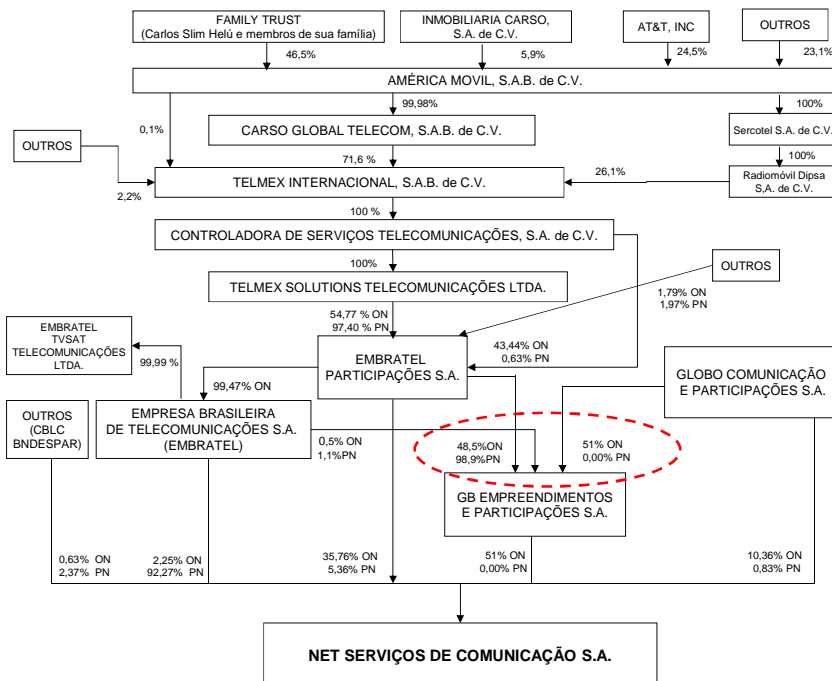 FAMILY TRUST
(Carlos Slim Helú e membros de sua família)
INMOBILIARIA CARSO,
S.A. de C.V.
AT&T, INC
OUTROS
46,5%
5,9%
24,5%
23,1%
AMÉRICA MOVIL, S.A.B. de C.V.
99,98%
100%
0,1%
CARSO GLOBAL TELECOM, S.A.B. de C.V.
Sercotel S.A. de C.V.
OUTROS
71,6 %
100%
2,2%
TELMEX INTERNACIONAL, S.A.B. de C.V.
26,1%
Radiomóvil Dipsa
S,A. de C.V.
100 %
CONTROLADORA DE SERVIÇOS TELECOMUNICAÇÕES, S.A. de C.V.
100%
OUTROS
TELMEX SOLUTIONS TELECOMUNICAÇÕES LTDA.
1,79% ON
1,97% PN
54,77 % ON
97,40 % PN
EMBRATEL
TVSAT
TELECOMUNICAÇÕES
LTDA.
99,99 %
EMBRATEL
PARTICIPAÇÕES S.A.
43,44% ON
0,63% PN
GLOBO COMUNICAÇÃO
E PARTICIPAÇÕES S.A.
99,47% ON
OUTROS
(CBLC
BNDESPAR)
EMPRESA BRASILEIRA
DE TELECOMUNICAÇÕES S.A.
(EMBRATEL)
0,5% ON
1,1%PN
48,5% ON
98,9%PN
51% ON
0,00% PN
GB EMPREENDIMENTOS
E PARTICIPAÇÕES S.A.
0,63% ON
2,37% PN
2,25% ON
92,27% PN
35,76% ON
5,36% PN
51% ON
0,00% PN
10,36% ON
0,83% PN
NET SERVIÇOS DE COMUNICAÇÃO S.A.